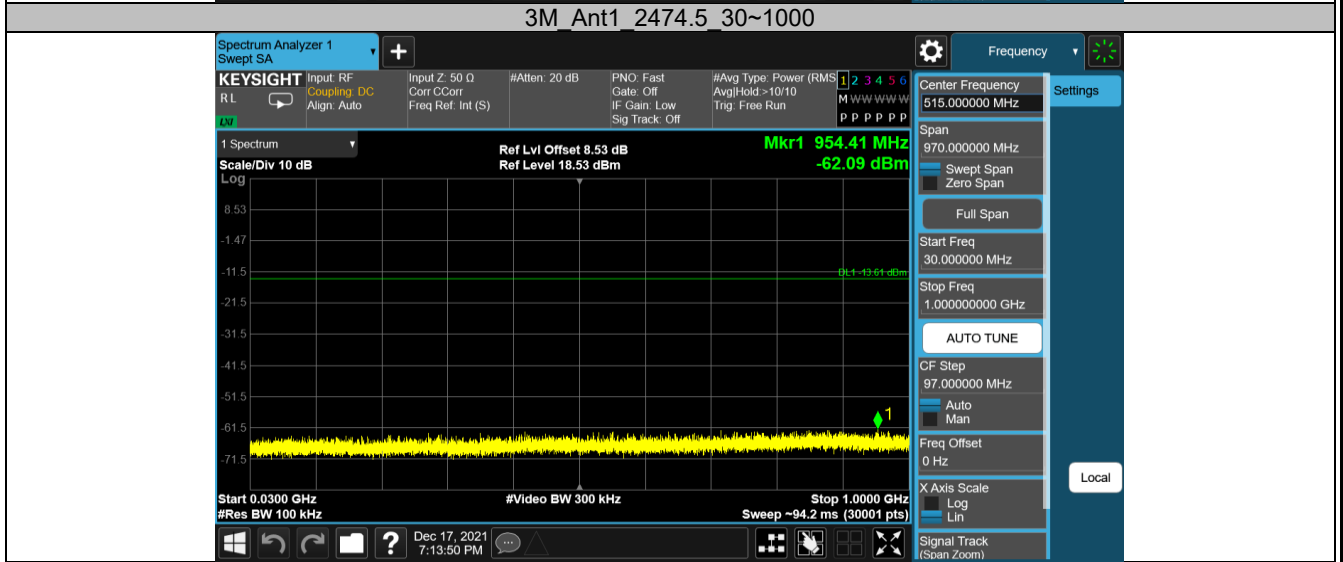 3M_Ant1_2474.5_30~1000
Spectrum Analyzer 1
Swept SA
+
Frequency
KEYSIGHT
RL
LXI
Input: RF
Coupling: DC
Align: Auto
Input Z: 50 Ω
Corr CCorr
Freq Ref: Int (S)
#Atten: 20 dB
PNO: Fast
Gate: Off
IF Gain: Low
Sig Track: Off
#Avg Type: Power (RMS
Avg|Hold:>10/10
Trig: Free Run
1 2 3 4 5 6
M W W W W W
P P P P P P
1 Spectrum
Scale/Div 10 dB
Ref Lvl Offset 8.53 dB
Ref Level 18.53 dBm
Mkr1 954.41 MHz
-62.09 dBm
Log
8.53
-1.47
-11.5
DL1 -13.61 dBm
-21.5
-31.5
-41.5
-51.5
1
-61.5
-71.5
Start 0.0300 GHz
#Res BW 100 kHz
#Video BW 300 kHz
Stop 1.0000 GHz
Sweep ~94.2 ms (30001 pts)
Center Frequency
515.000000 MHz
Settings
Span
970.000000 MHz
Swept Span
Zero Span
Full Span
Start Freq
30.000000 MHz
Stop Freq
1.000000000 GHz
AUTO TUNE
CF Step
97.000000 MHz
Auto
Man
Freq Offset
0 Hz
X Axis Scale
Log
Lin
Local
Signal Track
(Span Zoom)
?
Dec 17, 2021
7:13:50 PM